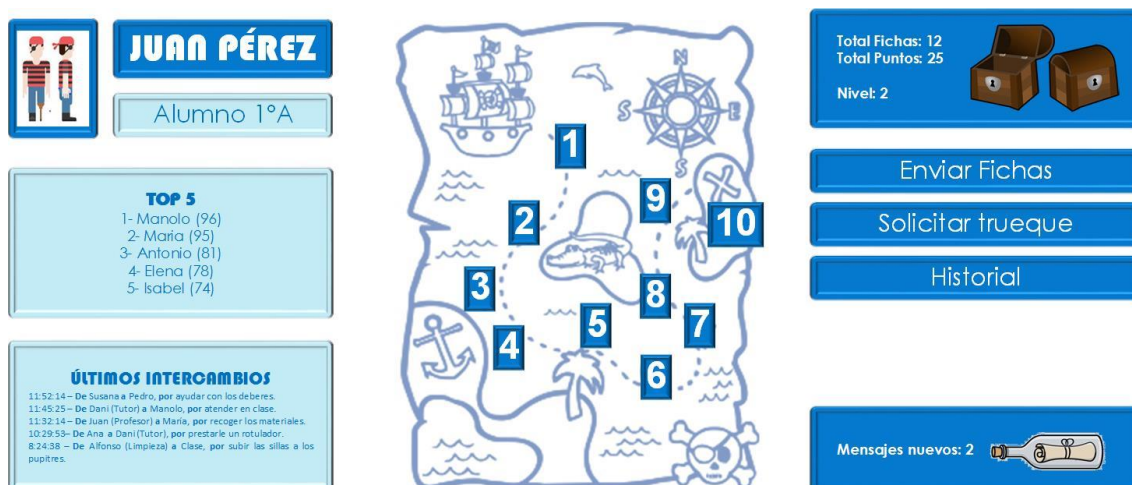 JUAN PÉREZ
Alumno 1°A
TOP 5
1- Manolo (96)
2- Maria (95)
3- Antonio (81)
4- Elena (78)
5- Isabel (74)
ÚLTIMOS INTERCAMBIOS
11:52:14 – De Susana a Pedro, por ayudar con los deberes.
11:45:25 – De Dani (Tutor) a Manolo, por atender en clase.
11:32:14 – De Juan (Profesor) a María, por recoger los materiales.
10:29:53– De Ana a Dani (Tutor), por prestarle un rotulador.
8:24:38 – De Alfonso (Limpieza) a Clase, por subir las sillas a los
pupitres.
N
S
E
S
1
2
3
4
5
6
7
8
9
10
Total Fichas: 12
Total Puntos: 25
Nivel: 2
Enviar Fichas
Solicitar trueque
Historial
Mensajes nuevos: 2